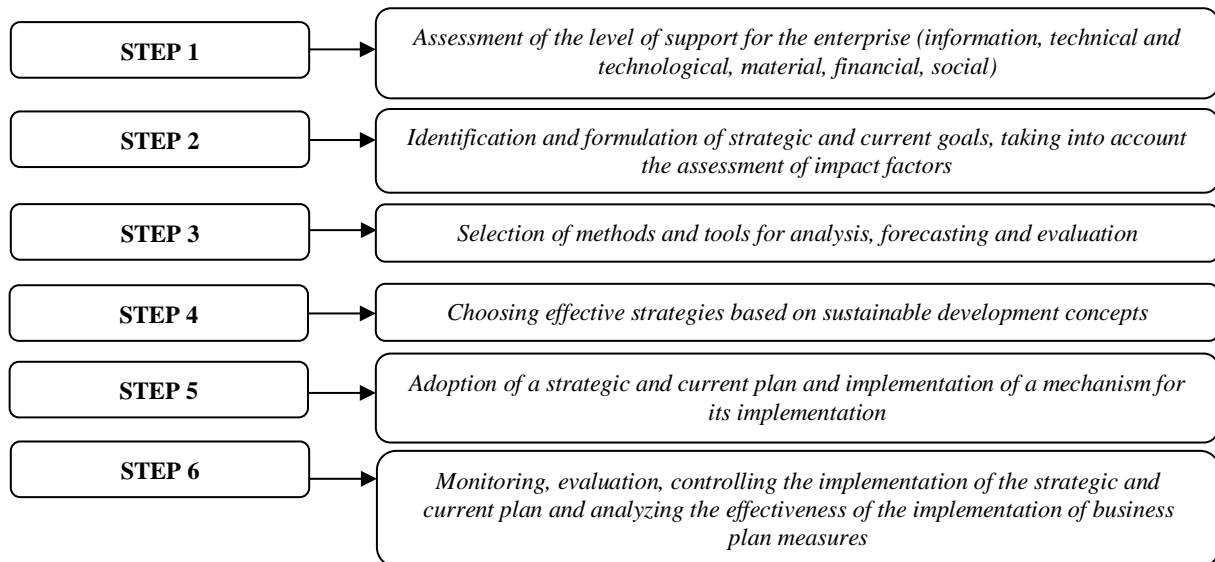 STEP 1
Assessment of the level of support for the enterprise (information, technical and
technological, material, financial, social)
STEP 2
Identification and formulation of strategic and current goals, taking into account
the assessment of impact factors
STEP 3
Selection of methods and tools for analysis, forecasting and evaluation
STEP 4
Choosing effective strategies based on sustainable development concepts
STEP 5
Adoption of a strategic and current plan and implementation of a mechanism for
its implementation
STEP 6
Monitoring, evaluation, controlling the implementation of the strategic and
current plan and analyzing the effectiveness of the implementation of business
plan measures